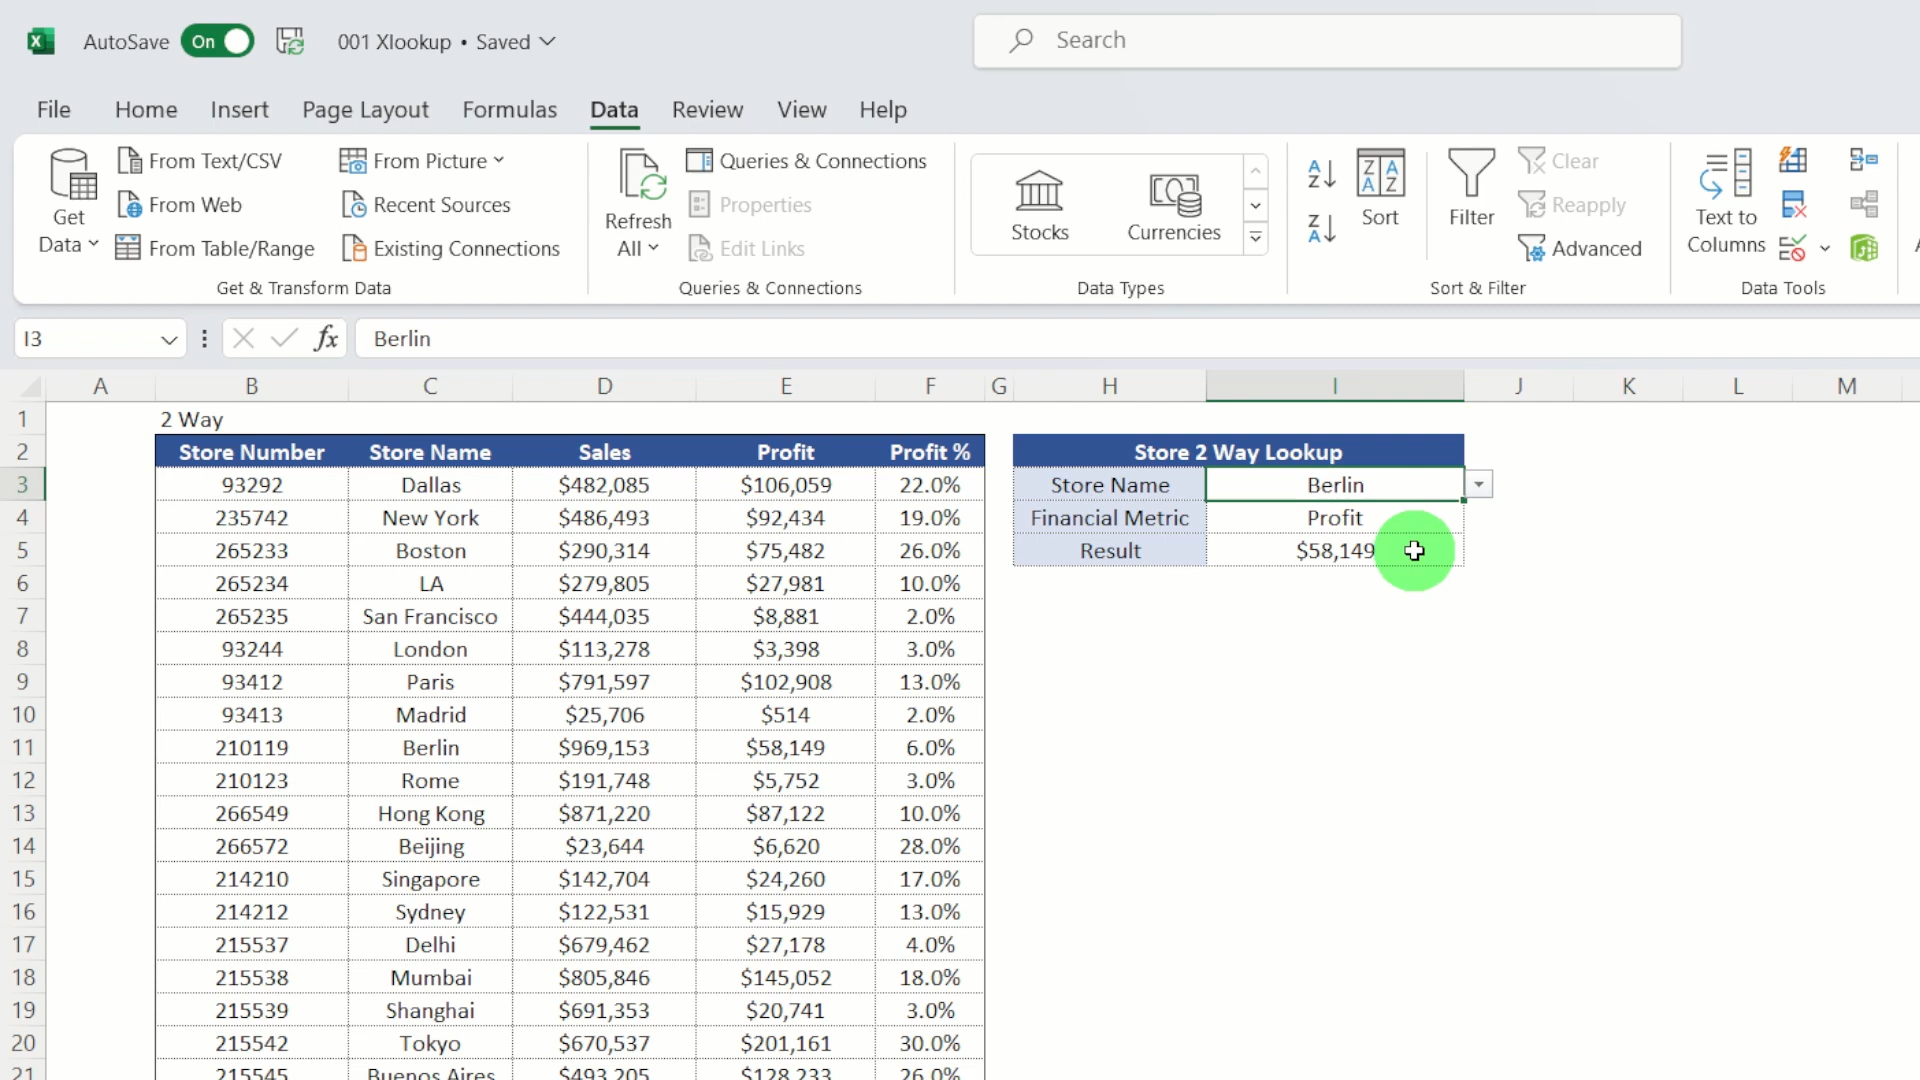 AutoSave On 001 Xlookup • Saved Search
File Home Insert Page Layout Formulas Data Review View Help
Get Data
From Text/CSV
From Web
From Table/Range
From Picture
Recent Sources
Existing Connections
Get & Transform Data
Refresh All
Queries & Connections
Properties
Edit Links
Queries & Connections
Stocks Currencies
Data Types
Sort
Filter
Clear
Reapply
Advanced
Sort & Filter
Text to Columns
Data Tools
I3 fx Berlin
A B C D E F G H I J K L M
1 2 Way
2 Store Number Store Name Sales Profit Profit % Store 2 Way Lookup
3 93292 Dallas $482,085 $106,059 22.0% Store Name Berlin
4 235742 New York $486,493 $92,434 19.0% Financial Metric Profit
5 265233 Boston $290,314 $75,482 26.0% Result $58,149
6 265234 LA $279,805 $27,981 10.0%
7 265235 San Francisco $444,035 $8,881 2.0%
8 93244 London $113,278 $3,398 3.0%
9 93412 Paris $791,597 $102,908 13.0%
10 93413 Madrid $25,706 $514 2.0%
11 210119 Berlin $969,153 $58,149 6.0%
12 210123 Rome $191,748 $5,752 3.0%
13 266549 Hong Kong $871,220 $87,122 10.0%
14 266572 Beijing $23,644 $6,620 28.0%
15 214210 Singapore $142,704 $24,260 17.0%
16 214212 Sydney $122,531 $15,929 13.0%
17 215537 Delhi $679,462 $27,178 4.0%
18 215538 Mumbai $805,846 $145,052 18.0%
19 215539 Shanghai $691,353 $20,741 3.0%
20 215542 Tokyo $670,537 $201,161 30.0%
21 215545 Buenos Aires $493,205 $128,233 26.0%